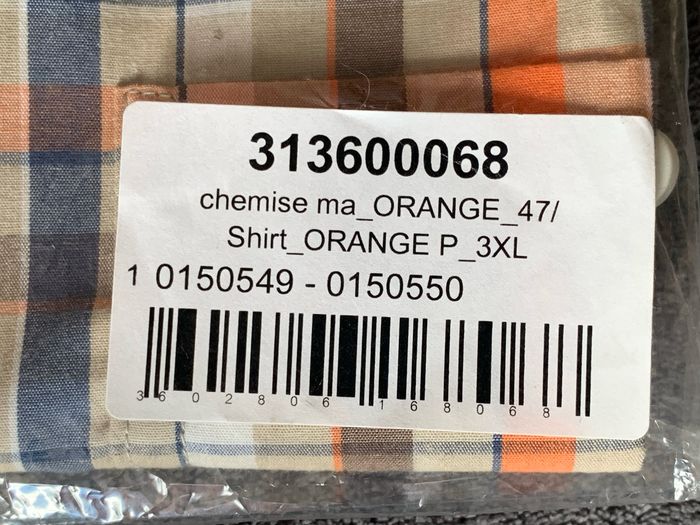 313600068
chemise ma_ORANGE_47/
Shirt_ORANGE P_3XL
1 0150549 - 0150550
3602806168068